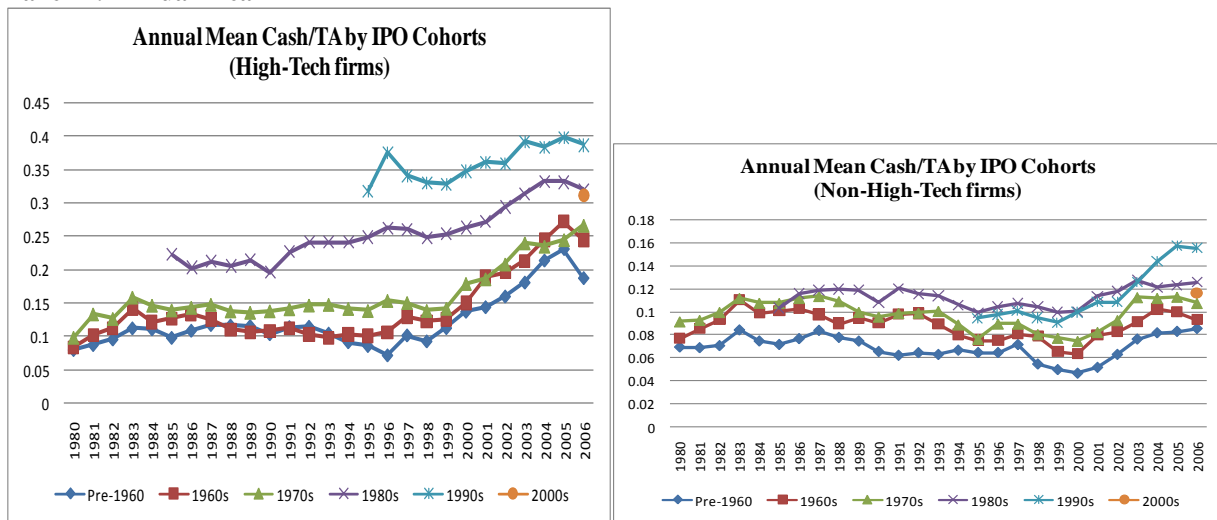 Annual Mean Cash/TA by IPO Cohorts
(High-Tech firms)
0.45
0.4
0.35
0.3
0.25
0.2
0.15
0.1
0.05
0
1980 1981 1982 1983 1984 1985 1986 1987 1988 1989 1990 1991 1992 1993 1994 1995 1996 1997 1998 1999 2000 2001 2002 2003 2004 2005 2006
Pre-1960 1960s 1970s 1980s 1990s 2000s
Annual Mean Cash/TA by IPO Cohorts
(Non-High-Tech firms)
0.18
0.16
0.14
0.12
0.1
0.08
0.06
0.04
0.02
0
1980 1981 1982 1983 1984 1985 1986 1987 1988 1989 1990 1991 1992 1993 1994 1995 1996 1997 1998 1999 2000 2001 2002 2003 2004 2005 2006
Pre-1960 1960s 1970s 1980s 1990s 2000s